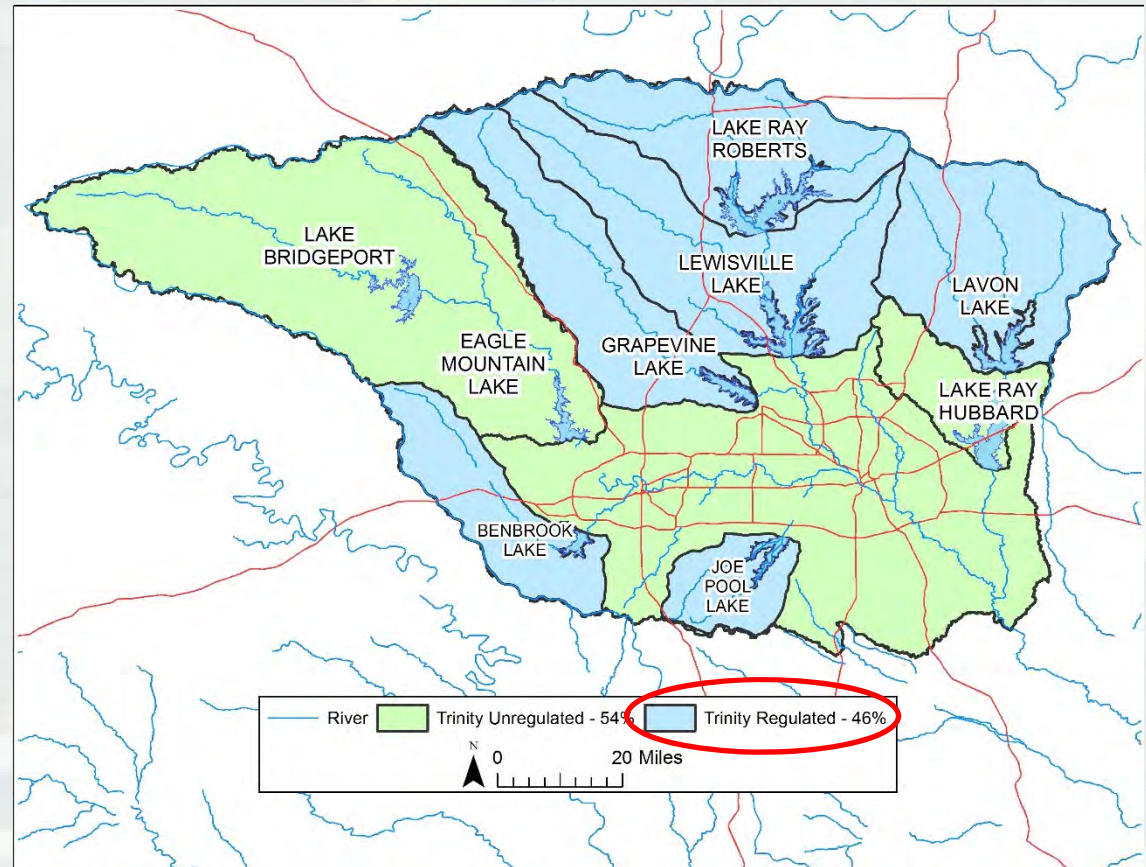 LAKE RAY
ROBERTS
LAKE
BRIDGEPORT
LEWISVILLE
LAKE
LAVON
LAKE
EAGLE
MOUNTAIN
LAKE
GRAPEVINE
LAKE
LAKE RAY
HUBBARD
BENBROOK
LAKE
JOE
POOL
LAKE
River Trinity Unregulated - 54% Trinity Regulated - 46%
N
0 20 Miles